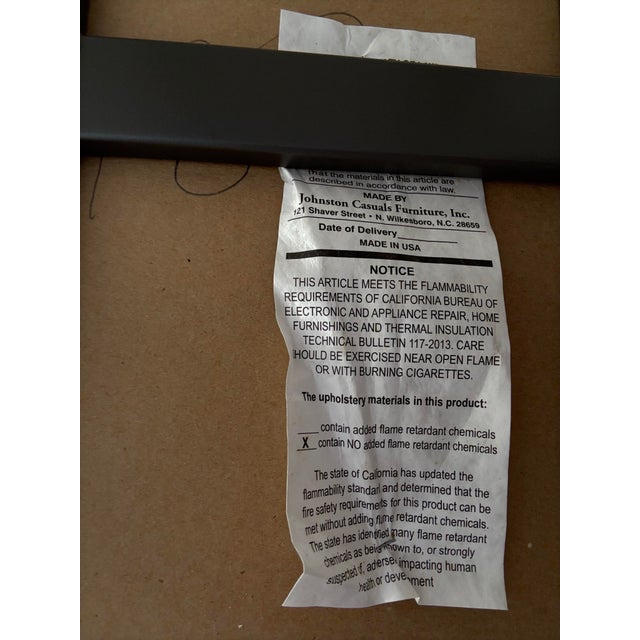 that the materials in this article are
described in accordance with law.
MADE BY
Johnston Casuals Furniture, Inc.
121 Shaver Street • N. Wilkesboro, N.C. 28659
Date of Delivery
MADE IN USA
NOTICE
THIS ARTICLE MEETS THE FLAMMABILITY
REQUIREMENTS OF CALIFORNIA BUREAU OF
ELECTRONIC AND APPLIANCE REPAIR, HOME
FURNISHINGS AND THERMAL INSULATION
TECHNICAL BULLETIN 117-2013. CARE
HOULD BE EXERCISED NEAR OPEN FLAME
OR WITH BURNING CIGARETTES.
The upholstery materials in this product:
contain added flame retardant chemicals
X contain NO added flame retardant chemicals
The state of California has updated the
flammability standard and determined that the
fire safety requirements for this product can be
met without adding flame retardant chemicals.
The state has identified many flame retardant
chemicals as being known to, or strongly
suspected of, adversely impacting human
health or development